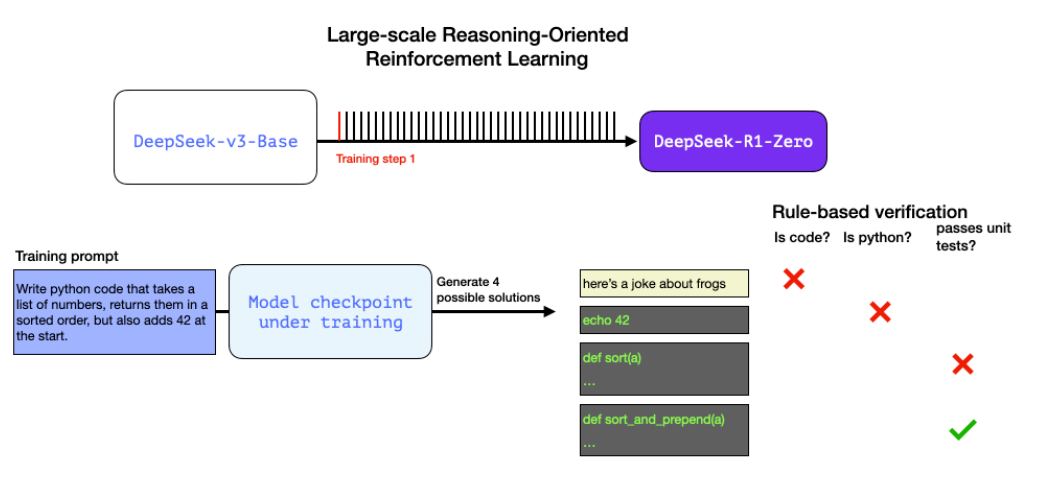 Large-scale Reasoning-Oriented
Reinforcement Learning
DeepSeek-v3-Base
Training step 1
DeepSeek-R1-Zero
Rule-based verification
Is code?
Is python?
passes unit
tests?
Training prompt
Write python code that takes a
list of numbers, returns them in a
sorted order, but also adds 42 at
the start.
Model checkpoint
under training
Generate 4
possible solutions
here's a joke about frogs
echo 42
def sort(a)
...
def sort_and_prepend(a)
...